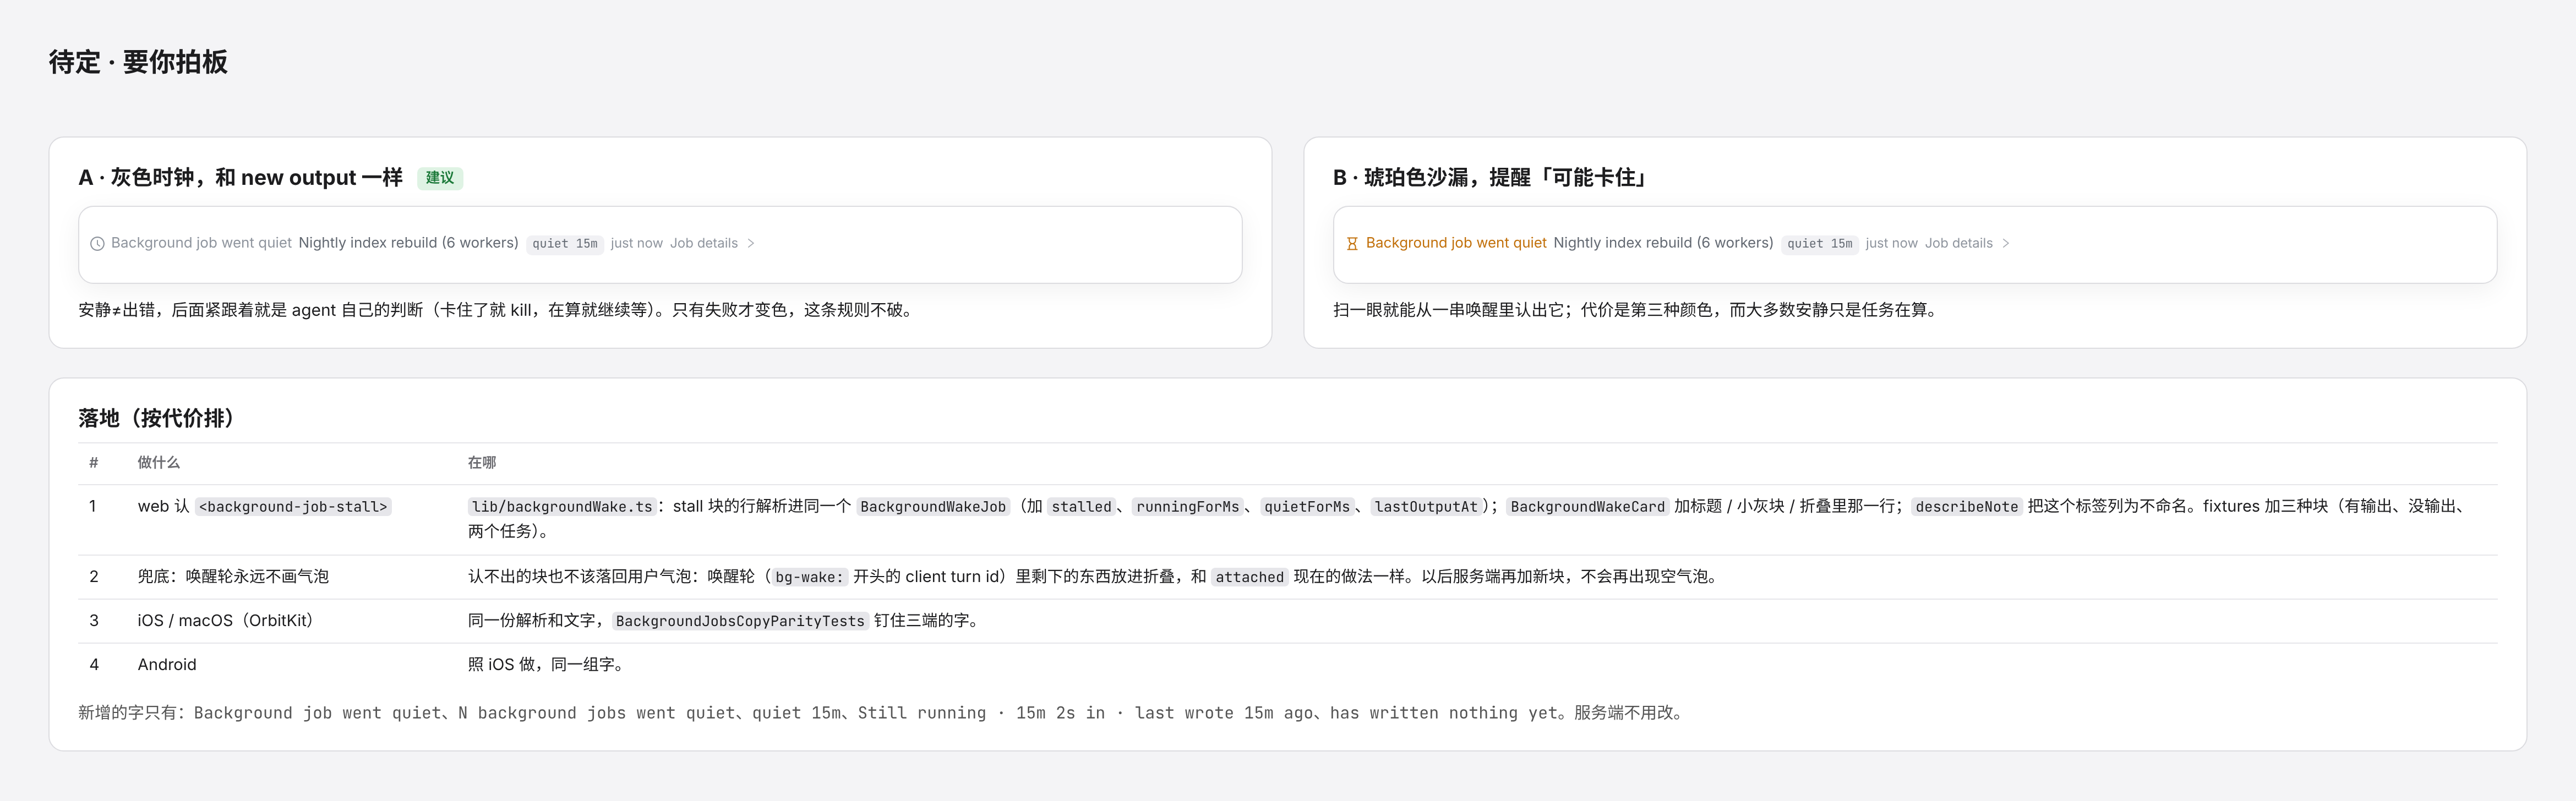 待定 · 要你拍板
A · 灰色时钟，和 new output 一样 建议
Background job went quiet Nightly index rebuild (6 workers) quiet 15m just now Job details >
安静≠出错，后面紧跟着就是 agent 自己的判断（卡住了就 kill，在算就继续等）。只有失败才变色，这条规则不破。
B · 琥珀色沙漏，提醒「可能卡住」
Background job went quiet Nightly index rebuild (6 workers) quiet 15m just now Job details >
扫一眼就能从一串唤醒里认出它；代价是第三种颜色，而大多数安静只是任务在算。
落地（按代价排）
# 做什么 在哪
1 web 认 <background-job-stall> lib/backgroundWake.ts：stall 块的行解析进同一个 BackgroundWakeJob（加 stalled、runningForMs、quietForMs、lastOutputAt）；BackgroundWakeCard 加标题 / 小灰块 / 折叠里那一行；describeNote 把这个标签列为不命名。fixtures 加三种块（有输出、没输出、
两个任务）。
2 兜底：唤醒轮永远不画气泡 认不出的块也不该落回用户气泡：唤醒轮（bg-wake: 开头的 client turn id）里剩下的东西放进折叠，和 attached 现在的做法一样。以后服务端再加新块，不会再出现空气泡。
3 iOS / macOS（OrbitKit） 同一份解析和文字，BackgroundJobsCopyParityTests 钉住三端的字。
4 Android 照 iOS 做，同一组字。
新增的字只有：Background job went quiet、N background jobs went quiet、quiet 15m、Still running · 15m 2s in · last wrote 15m ago、has written nothing yet。服务端不用改。